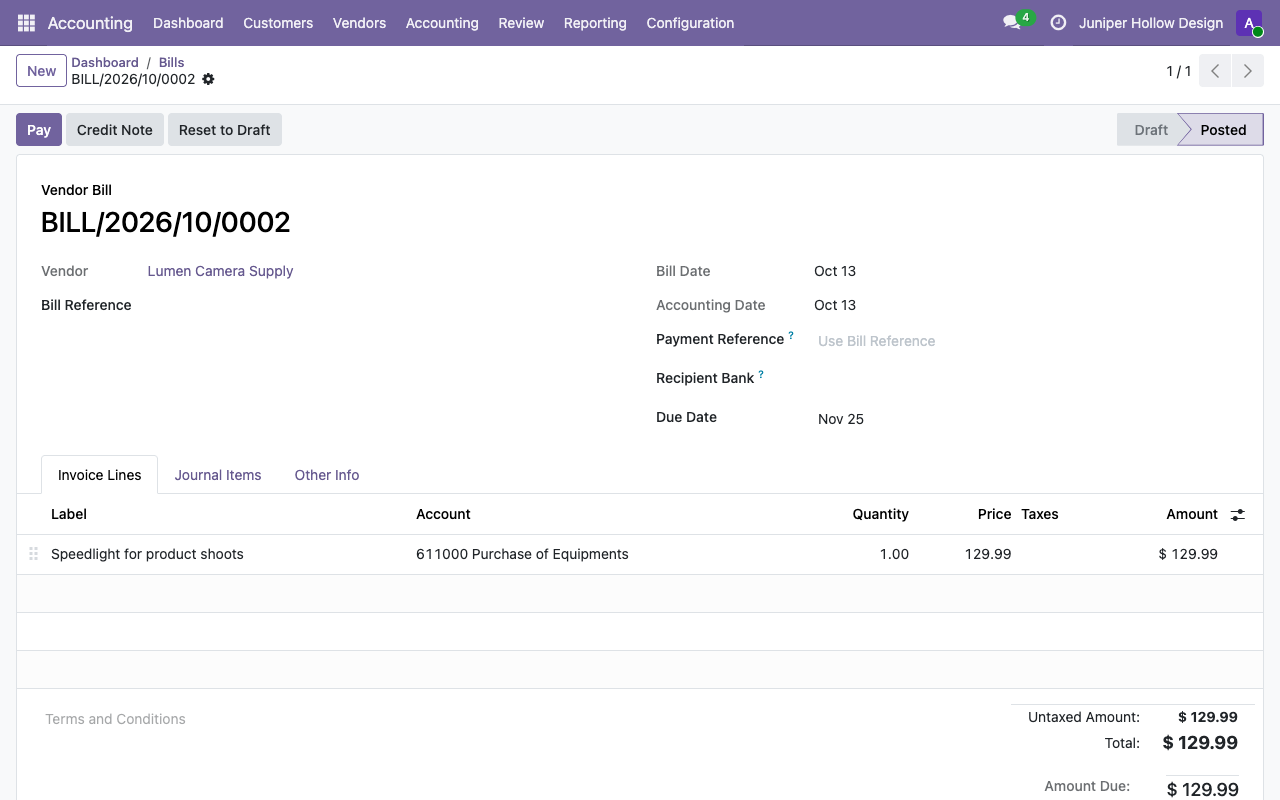 Accounting Dashboard Customers Vendors Accounting Review Reporting Configuration 4 Juniper Hollow Design A
New Dashboard / Bills
BILL/2026/10/0002 1 / 1
Pay Credit Note Reset to Draft Draft Posted
Vendor Bill
BILL/2026/10/0002
Vendor Lumen Camera Supply Bill Date Oct 13
Bill Reference Accounting Date Oct 13
Payment Reference ? Use Bill Reference
Recipient Bank ?
Due Date Nov 25
Invoice Lines Journal Items Other Info
Label Account Quantity Price Taxes Amount
Speedlight for product shoots 611000 Purchase of Equipments 1.00 129.99 $ 129.99
Terms and Conditions Untaxed Amount: $ 129.99
Total: $ 129.99
Amount Due: $ 129.99